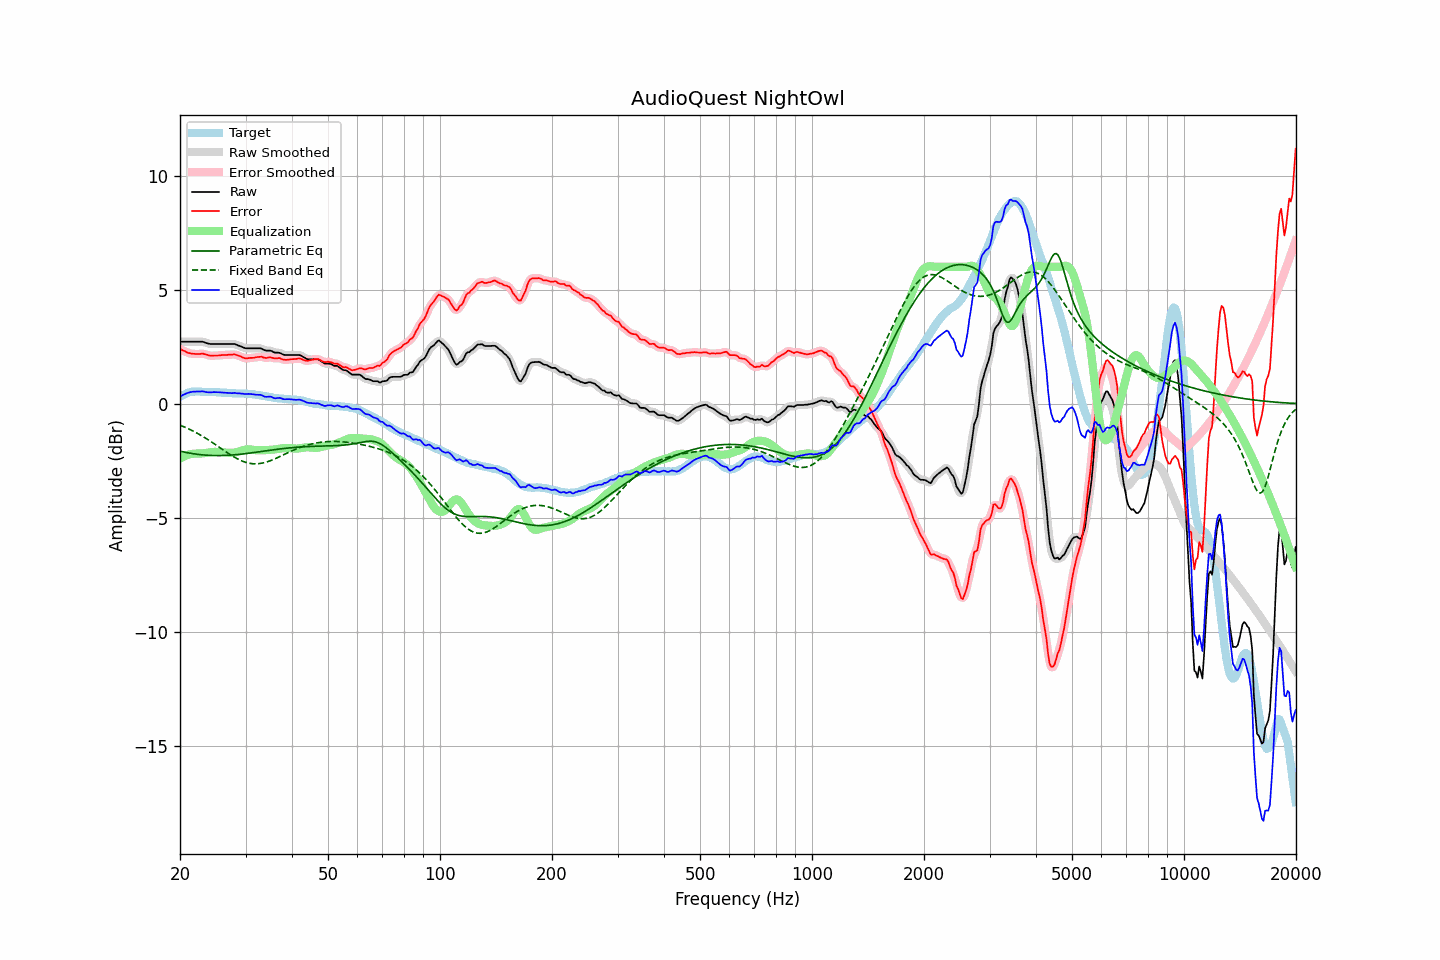 AudioQuest NightOwl
Target
Raw Smoothed
Error Smoothed
Raw
Error
Equalization
Parametric Eq
Fixed Band Eq
Equalized
10
5
0
−5
−10
−15
Amplitude (dBr)
20
50
100
200
500
1000
2000
5000
10000
20000
Frequency (Hz)